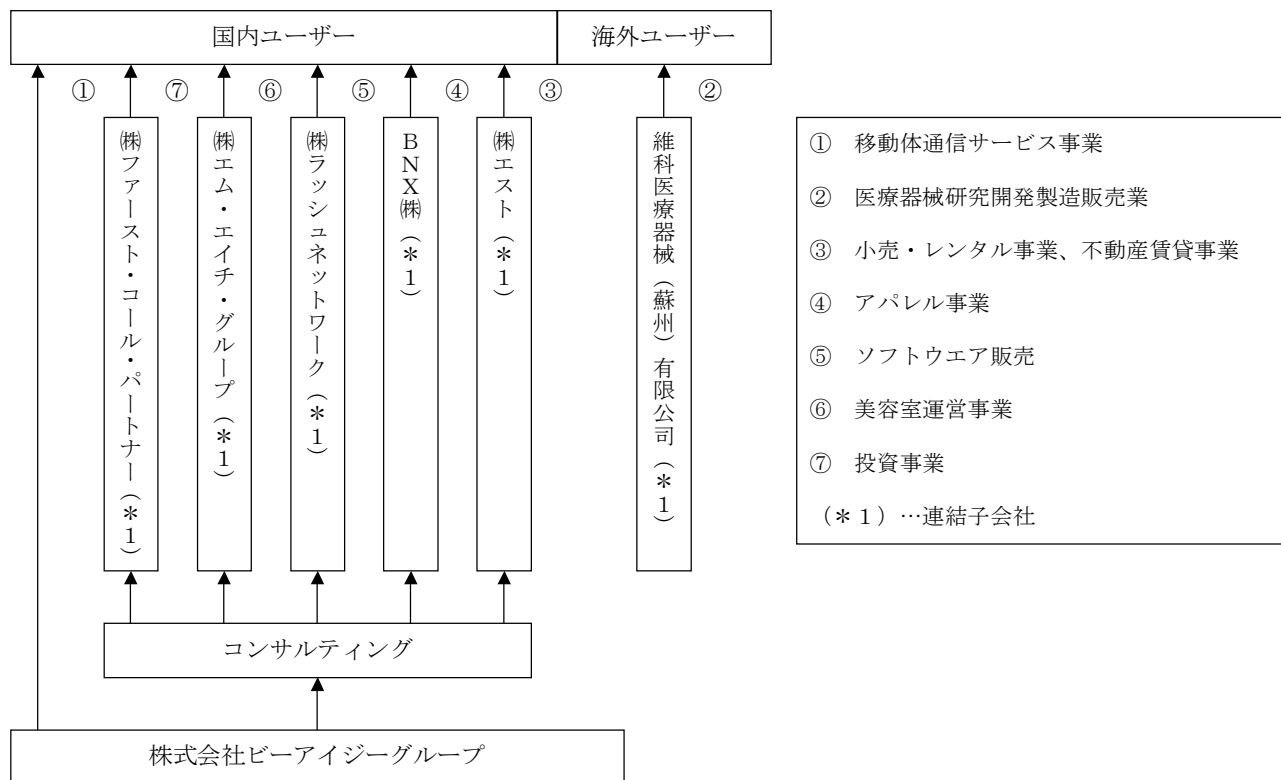 国内ユーザー
海外ユーザー
①
⑦
⑥
⑤
④
③
②
㈱ファースト・コール・パートナー(＊1)
㈱エム・エイチ・グループ(＊1)
㈱ラッシュネットワーク(＊1)
BNX㈱(＊1)
㈱エスト(＊1)
維科医療器械(蘇州)有限公司(＊1)
① 移動体通信サービス事業
② 医療器械研究開発製造販売業
③ 小売・レンタル事業、不動産賃貸事業
④ アパレル事業
⑤ ソフトウエア販売
⑥ 美容室運営事業
⑦ 投資事業
(＊1)…連結子会社
コンサルティング
株式会社ビーアイジーグループ